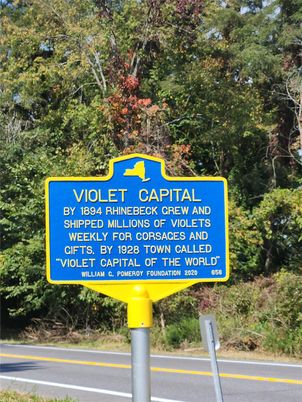 VIOLET CAPITAL
BY 1894 RHINEBECK GREW AND
SHIPPED MILLIONS OF VIOLETS
WEEKLY FOR CORSAGES AND
GIFTS. BY 1928 TOWN CALLED
"VIOLET CAPITAL OF THE WORLD"
WILLIAM G. POMEROY FOUNDATION 2020 656